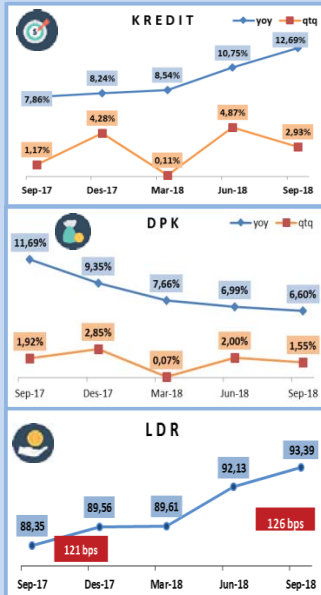 KREDIT
yoy qtq
7,86% 8,24% 8,54% 10,75% 12,69%
1,17% 4,28% 0,11% 4,87% 2,93%
Sep-17 Des-17 Mar-18 Jun-18 Sep-18
DPK
yoy qtq
11,69% 9,35% 7,66% 6,99% 6,60%
1,92% 2,85% 0,07% 2,00% 1,55%
Sep-17 Des-17 Mar-18 Jun-18 Sep-18
LDR
88,35 89,56 89,61 92,13 93,39
121 bps 126 bps
Sep-17 Des-17 Mar-18 Jun-18 Sep-18